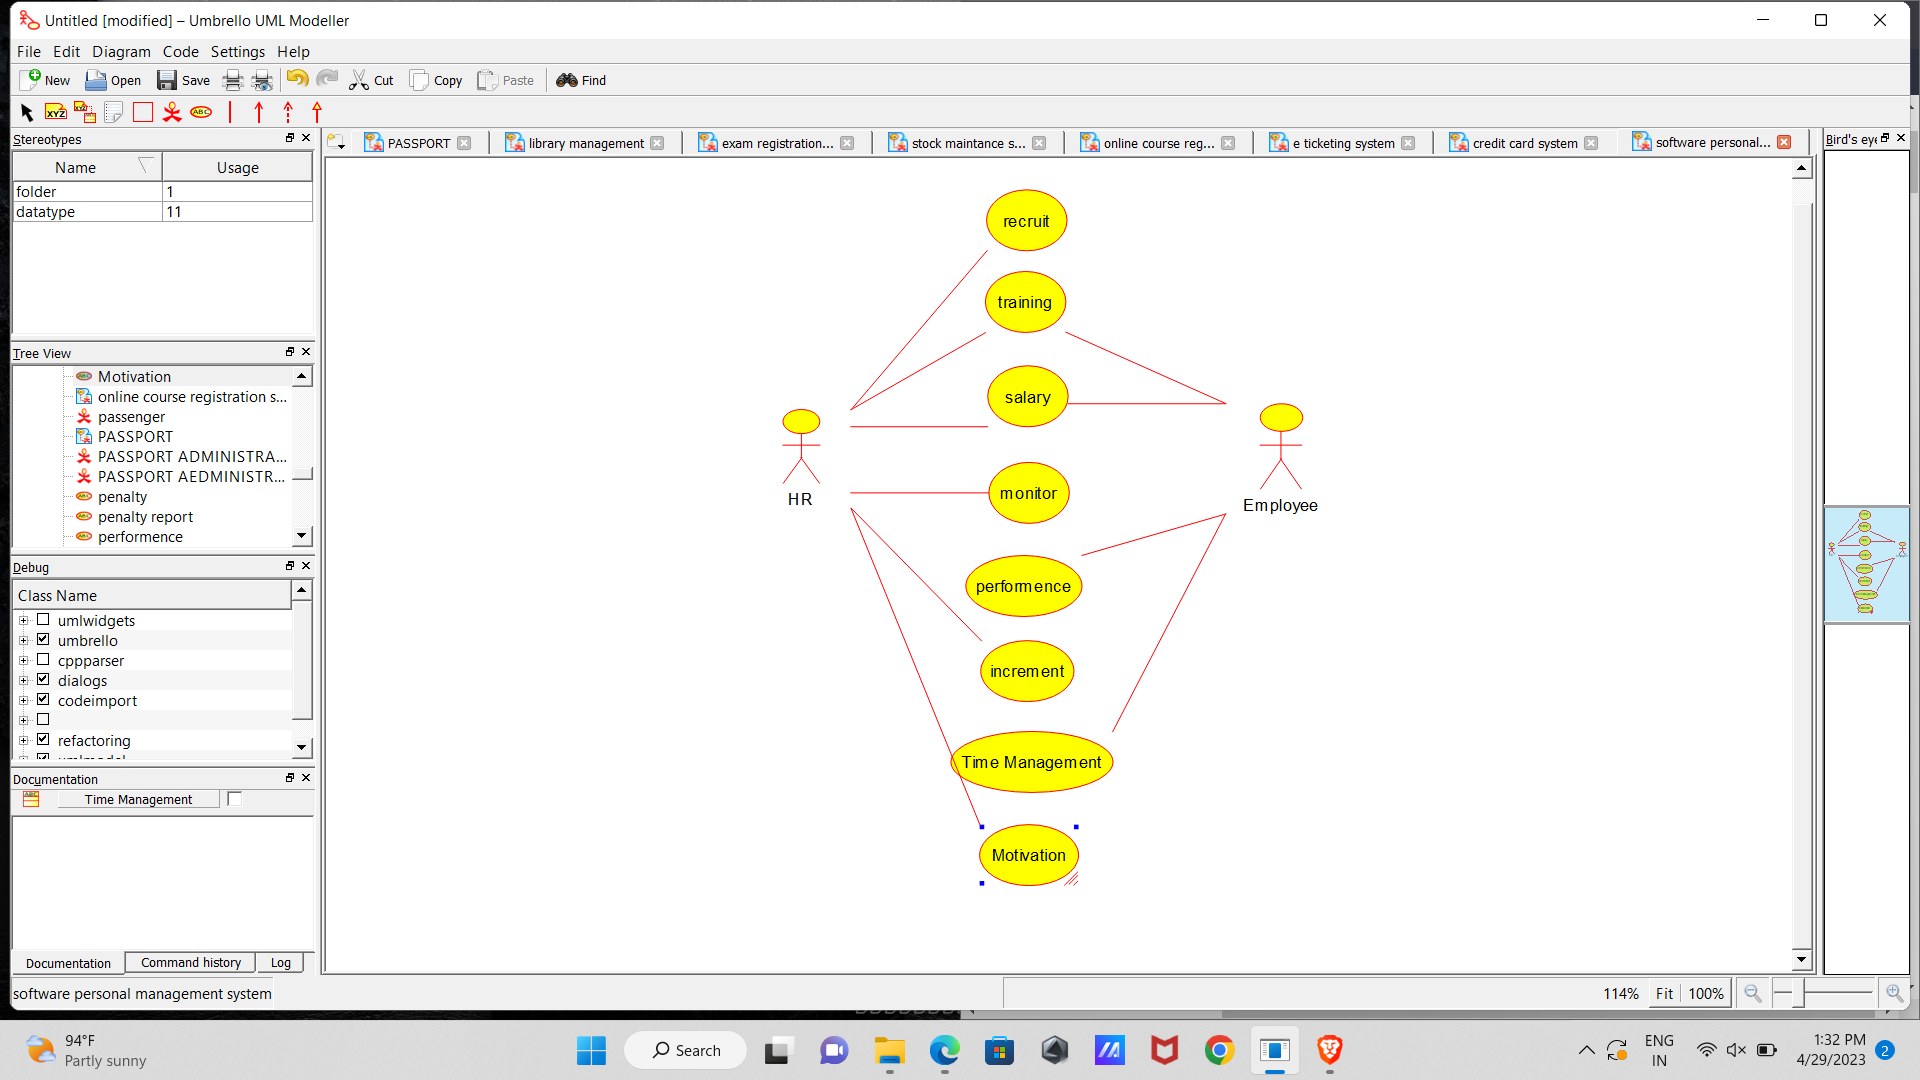 Untitled [modified] – Umbrello UML Modeller
File Edit Diagram Code Settings Help
New Open Save Cut Copy Paste Find
XYZ XYZ ABC
Stereotypes
Name Usage
folder 1
datatype 11
Tree View
Motivation
online course registration s...
passenger
PASSPORT
PASSPORT ADMINISTRA...
PASSPORT AEDMINISTR...
penalty
penalty report
performence
Debug
Class Name
umlwidgets
umbrello
cppparser
dialogs
codeimport
refactoring
Documentation
Time Management
Documentation Command history Log
software personal management system
PASSPORT library management exam registration... stock maintance s... online course reg... e ticketing system credit card system software personal...
recruit
training
salary
monitor
performence
increment
Time Management
Motivation
HR
Employee
Bird's eye
114% Fit 100%
94°F
Partly sunny
Search
ENG
IN
1:32 PM
4/29/2023
2